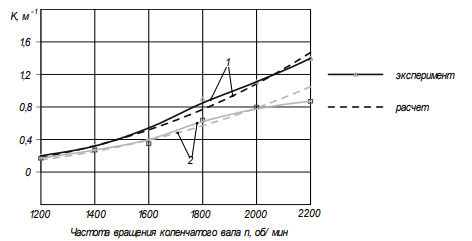 K, м⁻¹
1,6
1,2
0,8
0,4
0
1
2
1200 1400 1600 1800 2000 2200
Частота вращения коленчатого вала n, об/ мин
эксперимент
расчет